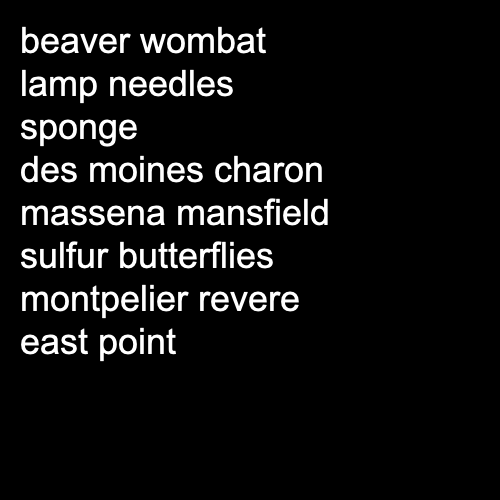 beaver wombat
lamp needles
sponge
des moines charon
massena mansfield
sulfur butterflies
montpelier revere
east point